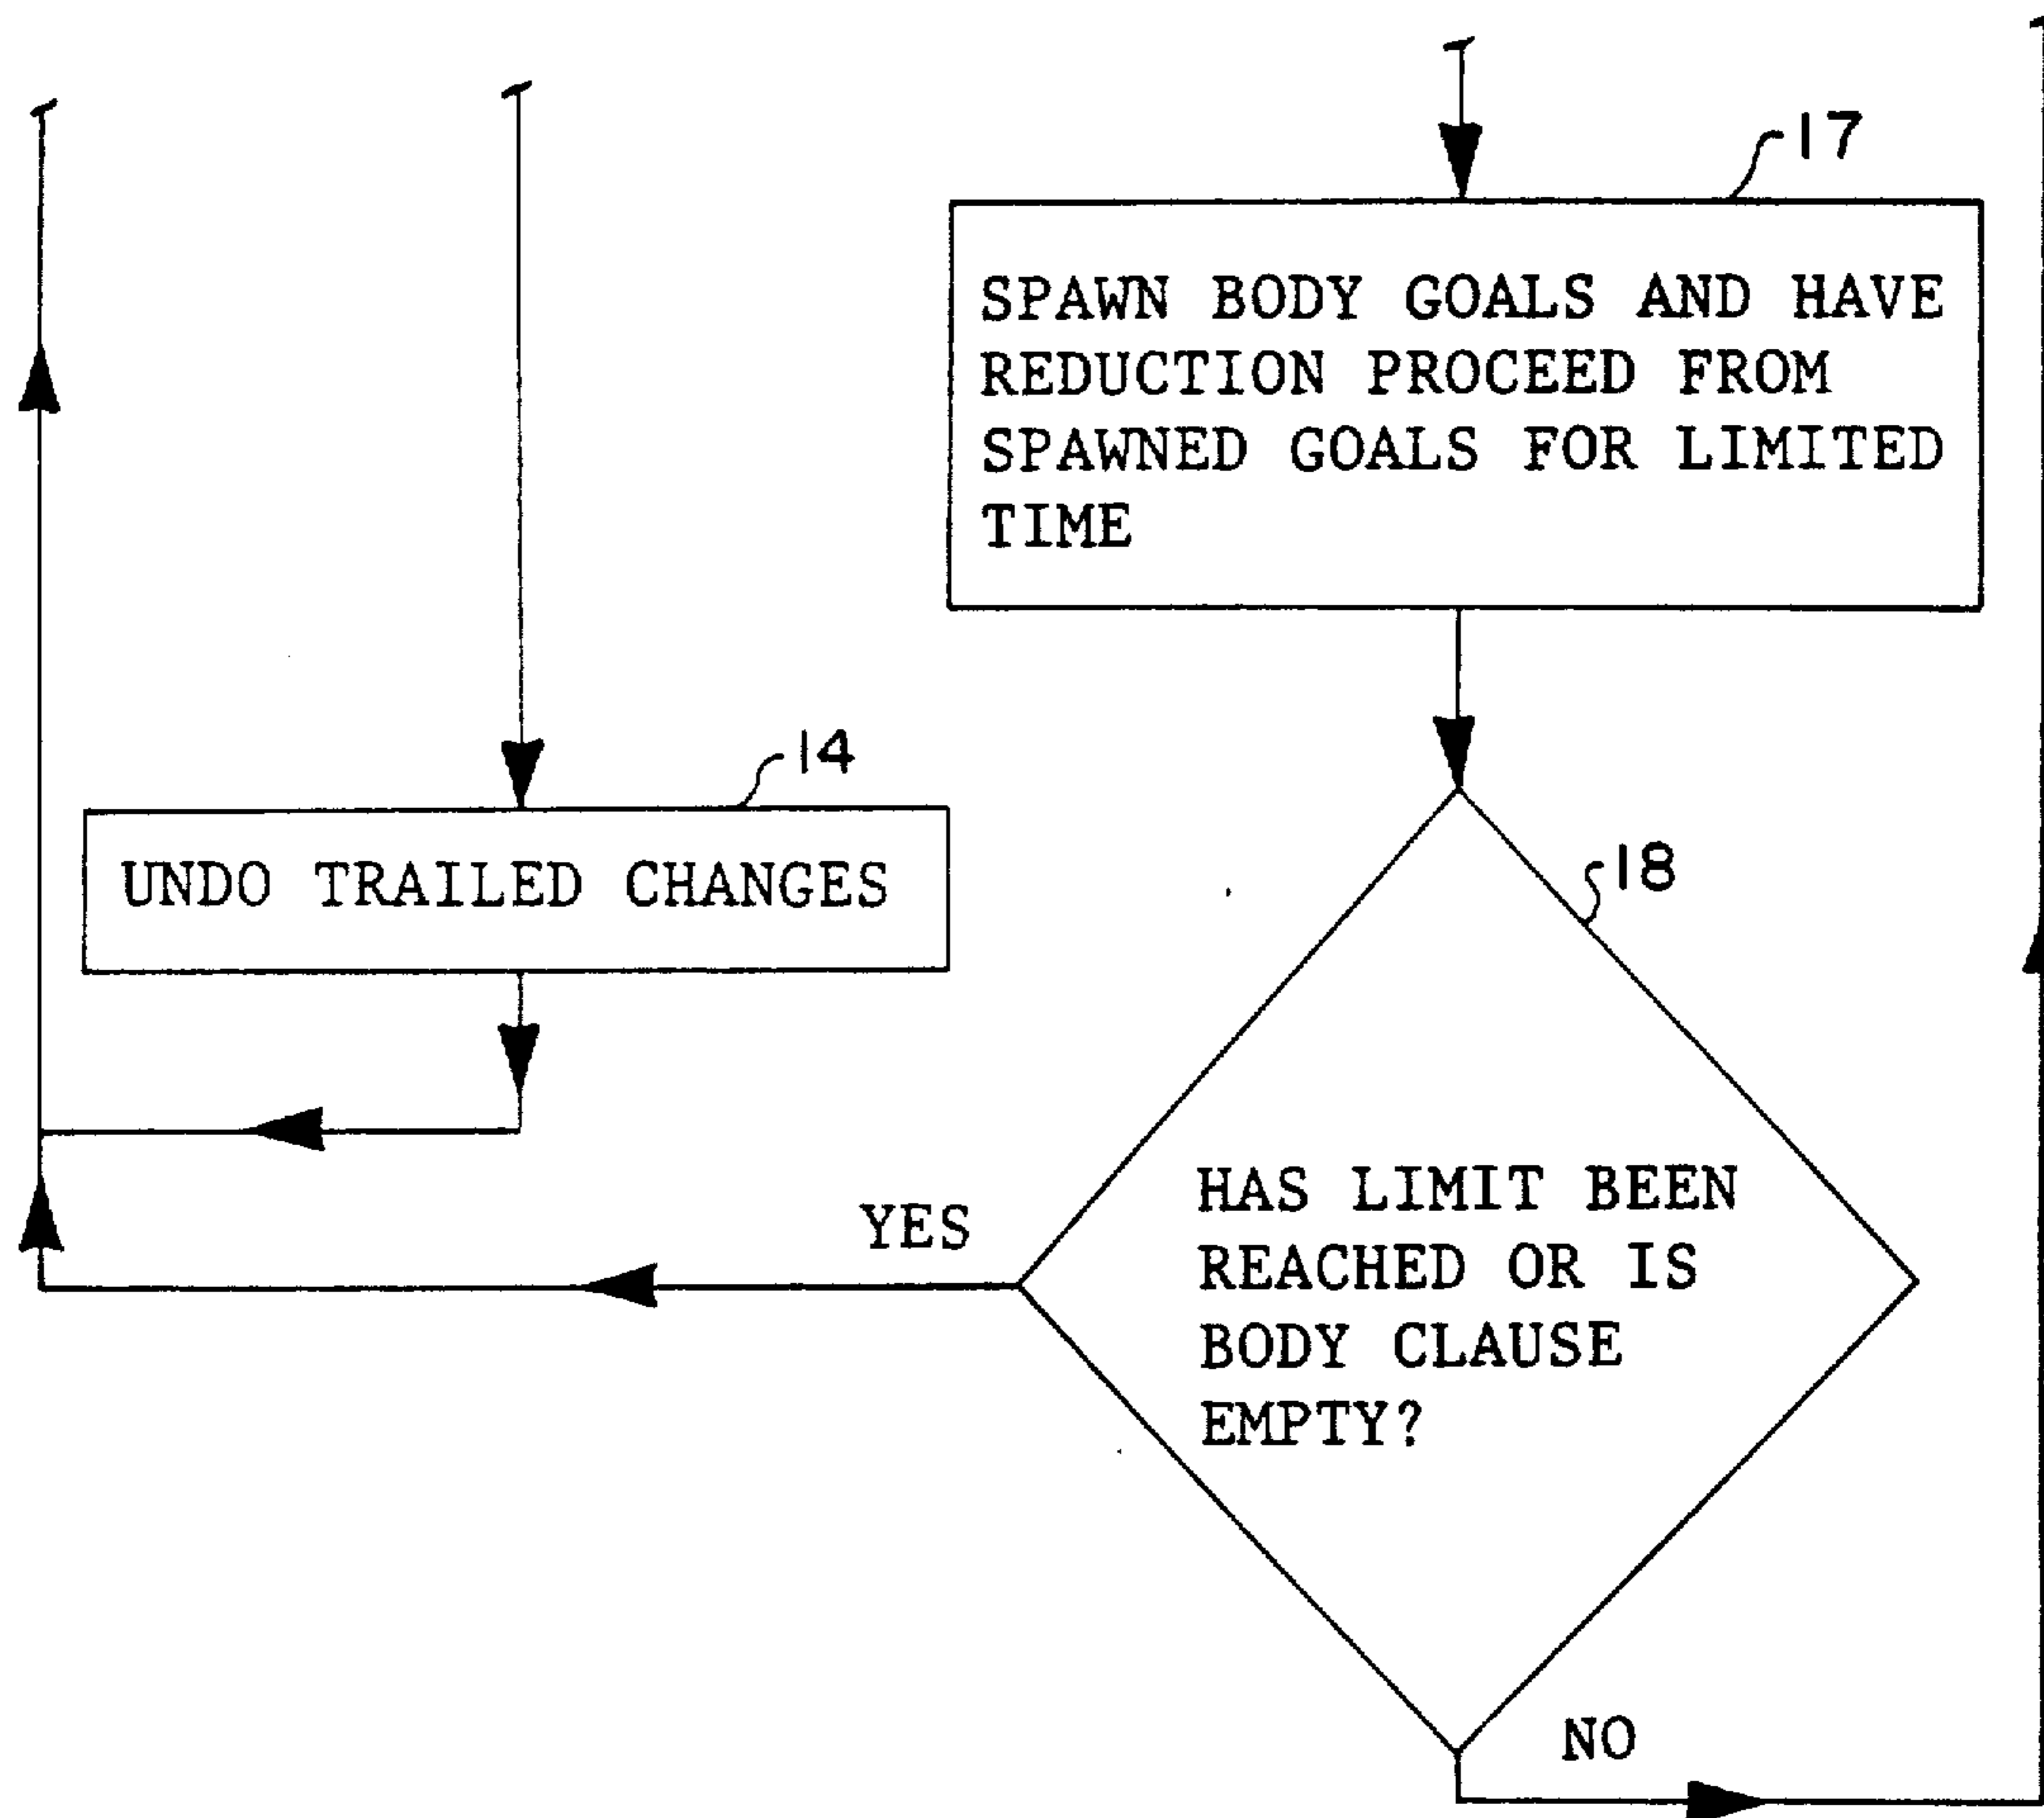 17
SPAWN BODY GOALS AND HAVE
REDUCTION PROCEED FROM
SPAWNED GOALS FOR LIMITED
TIME
14
UNDO TRAILED CHANGES
18
HAS LIMIT BEEN
REACHED OR IS
BODY CLAUSE
EMPTY?
YES
NO